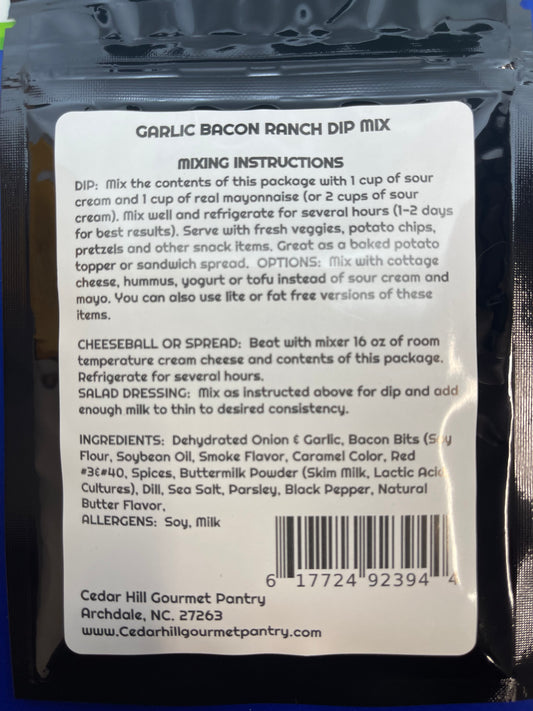 GARLIC BACON RANCH DIP MIX
MIXING INSTRUCTIONS
DIP: Mix the contents of this package with 1 cup of sour
cream and 1 cup of real mayonnaise (or 2 cups of sour
cream). Mix well and refrigerate for several hours (1-2 days
for best results). Serve with fresh veggies, potato chips,
pretzels and other snack items. Great as a baked potato
topper or sandwich spread. OPTIONS: Mix with cottage
cheese, hummus, yogurt or tofu instead of sour cream and
mayo. You can also use lite or fat free versions of these
items.
CHEESEBALL OR SPREAD: Beat with mixer 16 oz of room
temperature cream cheese and contents of this package.
Refrigerate for several hours.
SALAD DRESSING: Mix as instructed above for dip and add
enough milk to thin to desired consistency.
INGREDIENTS: Dehydrated Onion & Garlic, Bacon Bits (Soy
Flour, Soybean Oil, Smoke Flavor, Caramel Color, Red
#3&#40, Spices, Buttermilk Powder (Skim Milk, Lactic Acid
Cultures), Dill, Sea Salt, Parsley, Black Pepper, Natural
Butter Flavor,
ALLERGENS: Soy, Milk
6 17724 92394 4
Cedar Hill Gourmet Pantry
Archdale, NC. 27263
www.Cedarhillgourmetpantry.com